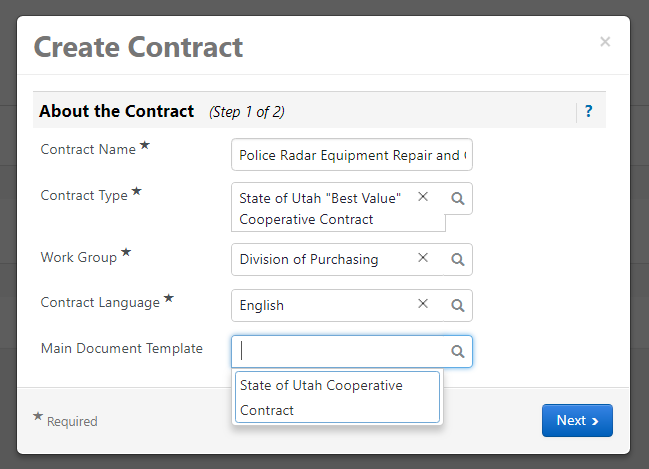 Create Contract ×
About the Contract (Step 1 of 2) ?
Contract Name ★ Police Radar Equipment Repair and
Contract Type ★ State of Utah "Best Value"
Cooperative Contract
Work Group ★ Division of Purchasing
Contract Language ★ English
Main Document Template
State of Utah Cooperative
Contract
★ Required
Next ›